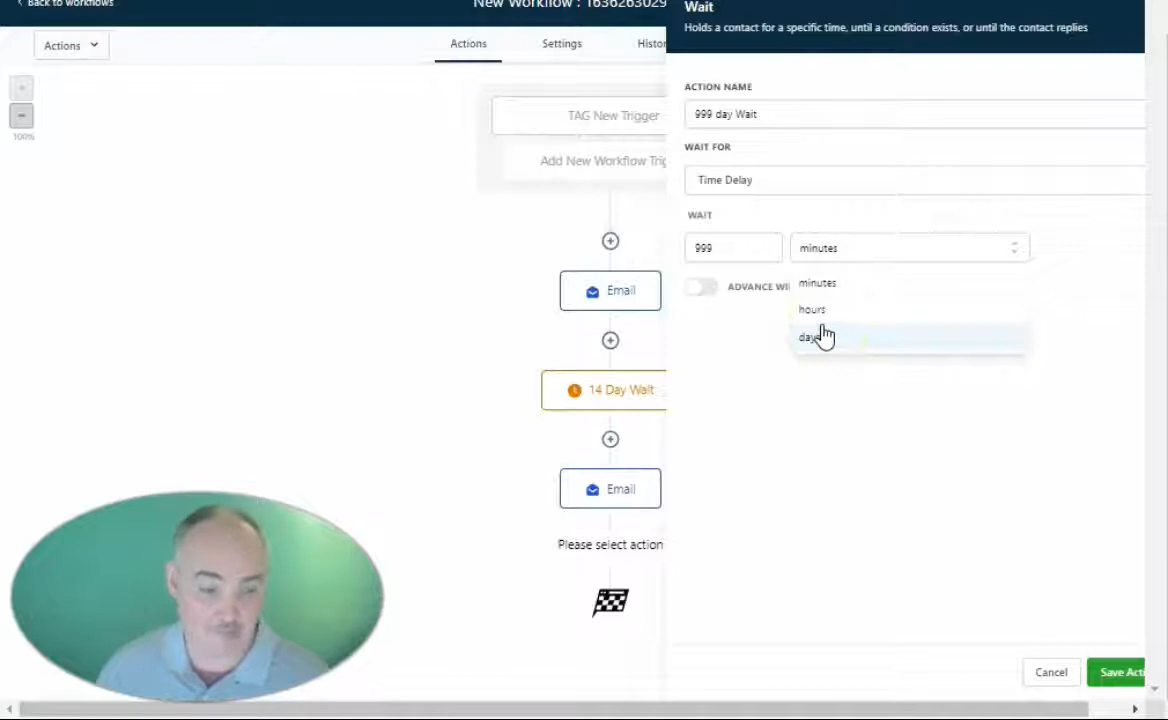 Back to workflows
New Workflow : 1636263029
Actions
Actions
Settings
Histor
100%
TAG New Trigger
Add New Workflow Trig
Email
14 Day Wait
Email
Please select action
Wait
Holds a contact for a specific time, until a condition exists, or until the contact replies
ACTION NAME
999 day Wait
WAIT FOR
Time Delay
WAIT
999
minutes
ADVANCE WI
minutes
hours
days
Cancel
Save Acti